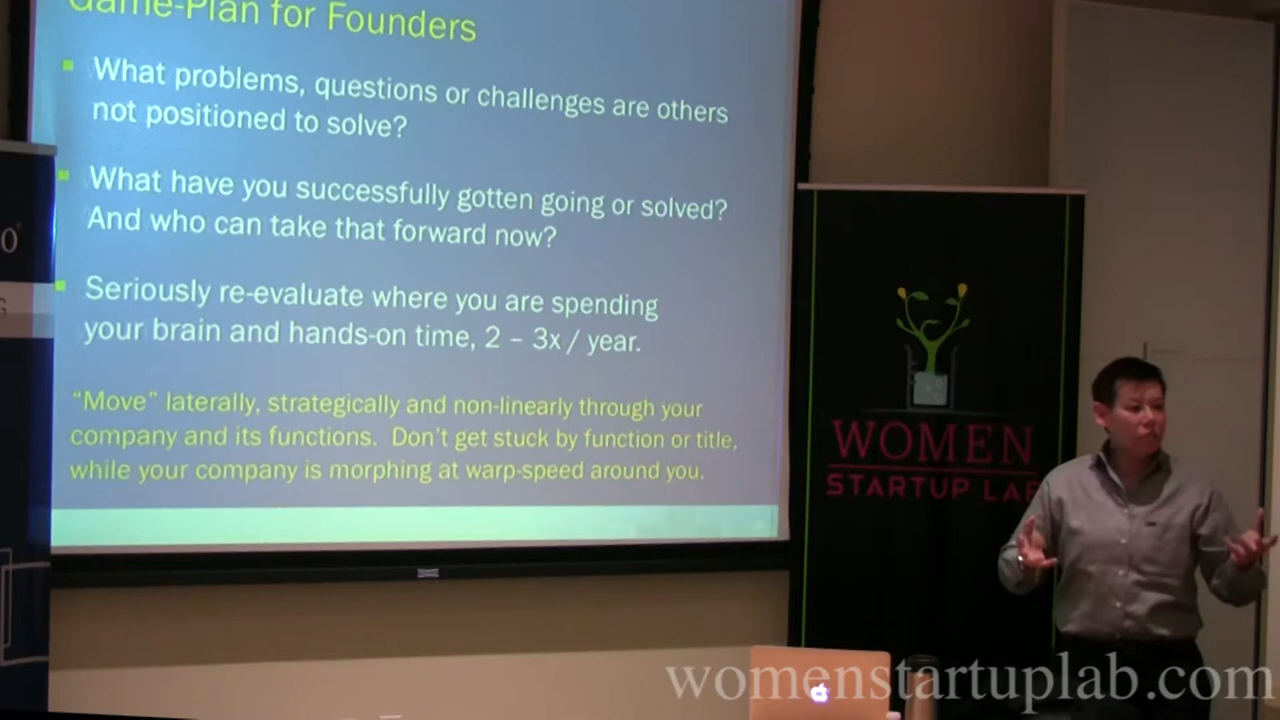 Game-Plan for Founders
What problems, questions or challenges are others
not positioned to solve?
What have you successfully gotten going or solved?
And who can take that forward now?
Seriously re-evaluate where you are spending
your brain and hands-on time, 2 – 3x / year.
“Move” laterally, strategically and non-linearly through your
company and its functions. Don’t get stuck by function or title,
while your company is morphing at warp-speed around you.
WOMEN
STARTUP LAB
womenstartuplab.com